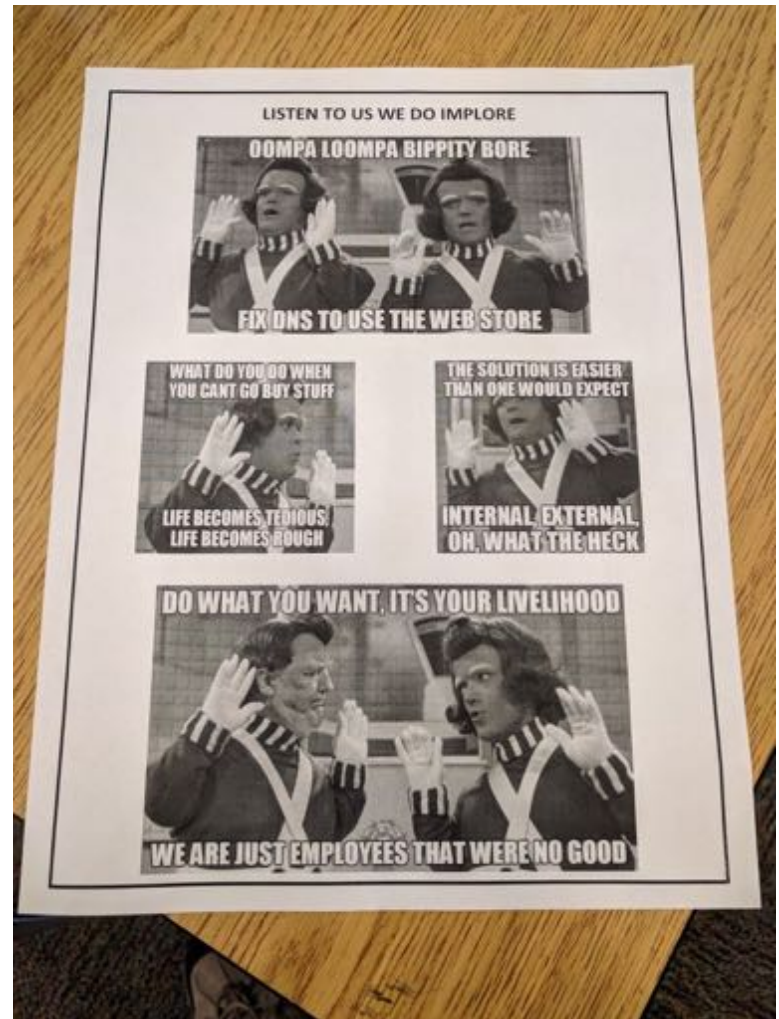 LISTEN TO US WE DO IMPLORE
OOMPA LOOMPA BIPPITY BORE
FIX DNS TO USE THE WEB STORE
WHAT DO YOU DO WHEN
YOU CANT GO BUY STUFF
LIFE BECOMES TEDIOUS,
LIFE BECOMES ROUGH
THE SOLUTION IS EASIER
THAN ONE WOULD EXPECT
INTERNAL, EXTERNAL,
OH, WHAT THE HECK
DO WHAT YOU WANT, IT'S YOUR LIVELIHOOD
WE ARE JUST EMPLOYEES THAT WERE NO GOOD